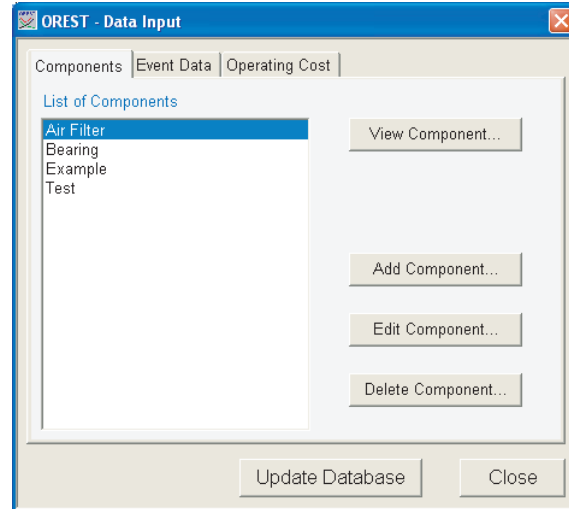 OREST - Data Input
Components Event Data Operating Cost
List of Components
Air Filter
Bearing
Example
Test
View Component...
Add Component...
Edit Component...
Delete Component...
Update Database Close